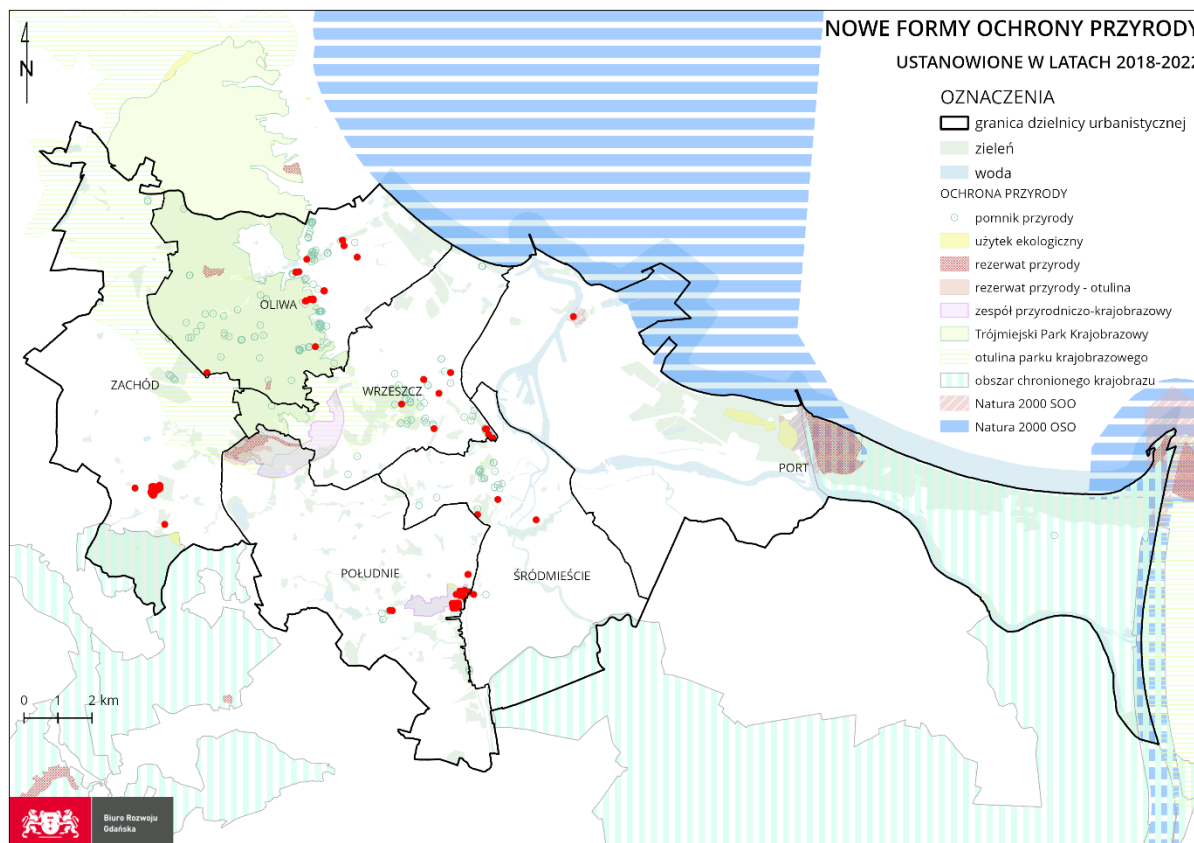 NOWE FORMY OCHRONY PRZYRODY
USTANOWIONE W LATACH 2018-2022
N
OZNACZENIA
granica dzielnicy urbanistycznej
zieleń
woda
OCHRONA PRZYRODY
pomnik przyrody
użytek ekologiczny
rezerwat przyrody
rezerwat przyrody - otulina
zespół przyrodniczo-krajobrazowy
Trójmiejski Park Krajobrazowy
otulina parku krajobrazowego
obszar chronionego krajobrazu
Natura 2000 SOO
Natura 2000 OSO
OLIWA
ZACHÓD
WRZESZCZ
PORT
POŁUDNIE
ŚRÓDMIEŚCIE
0 1 2 km
Biuro Rozwoju
Gdańska